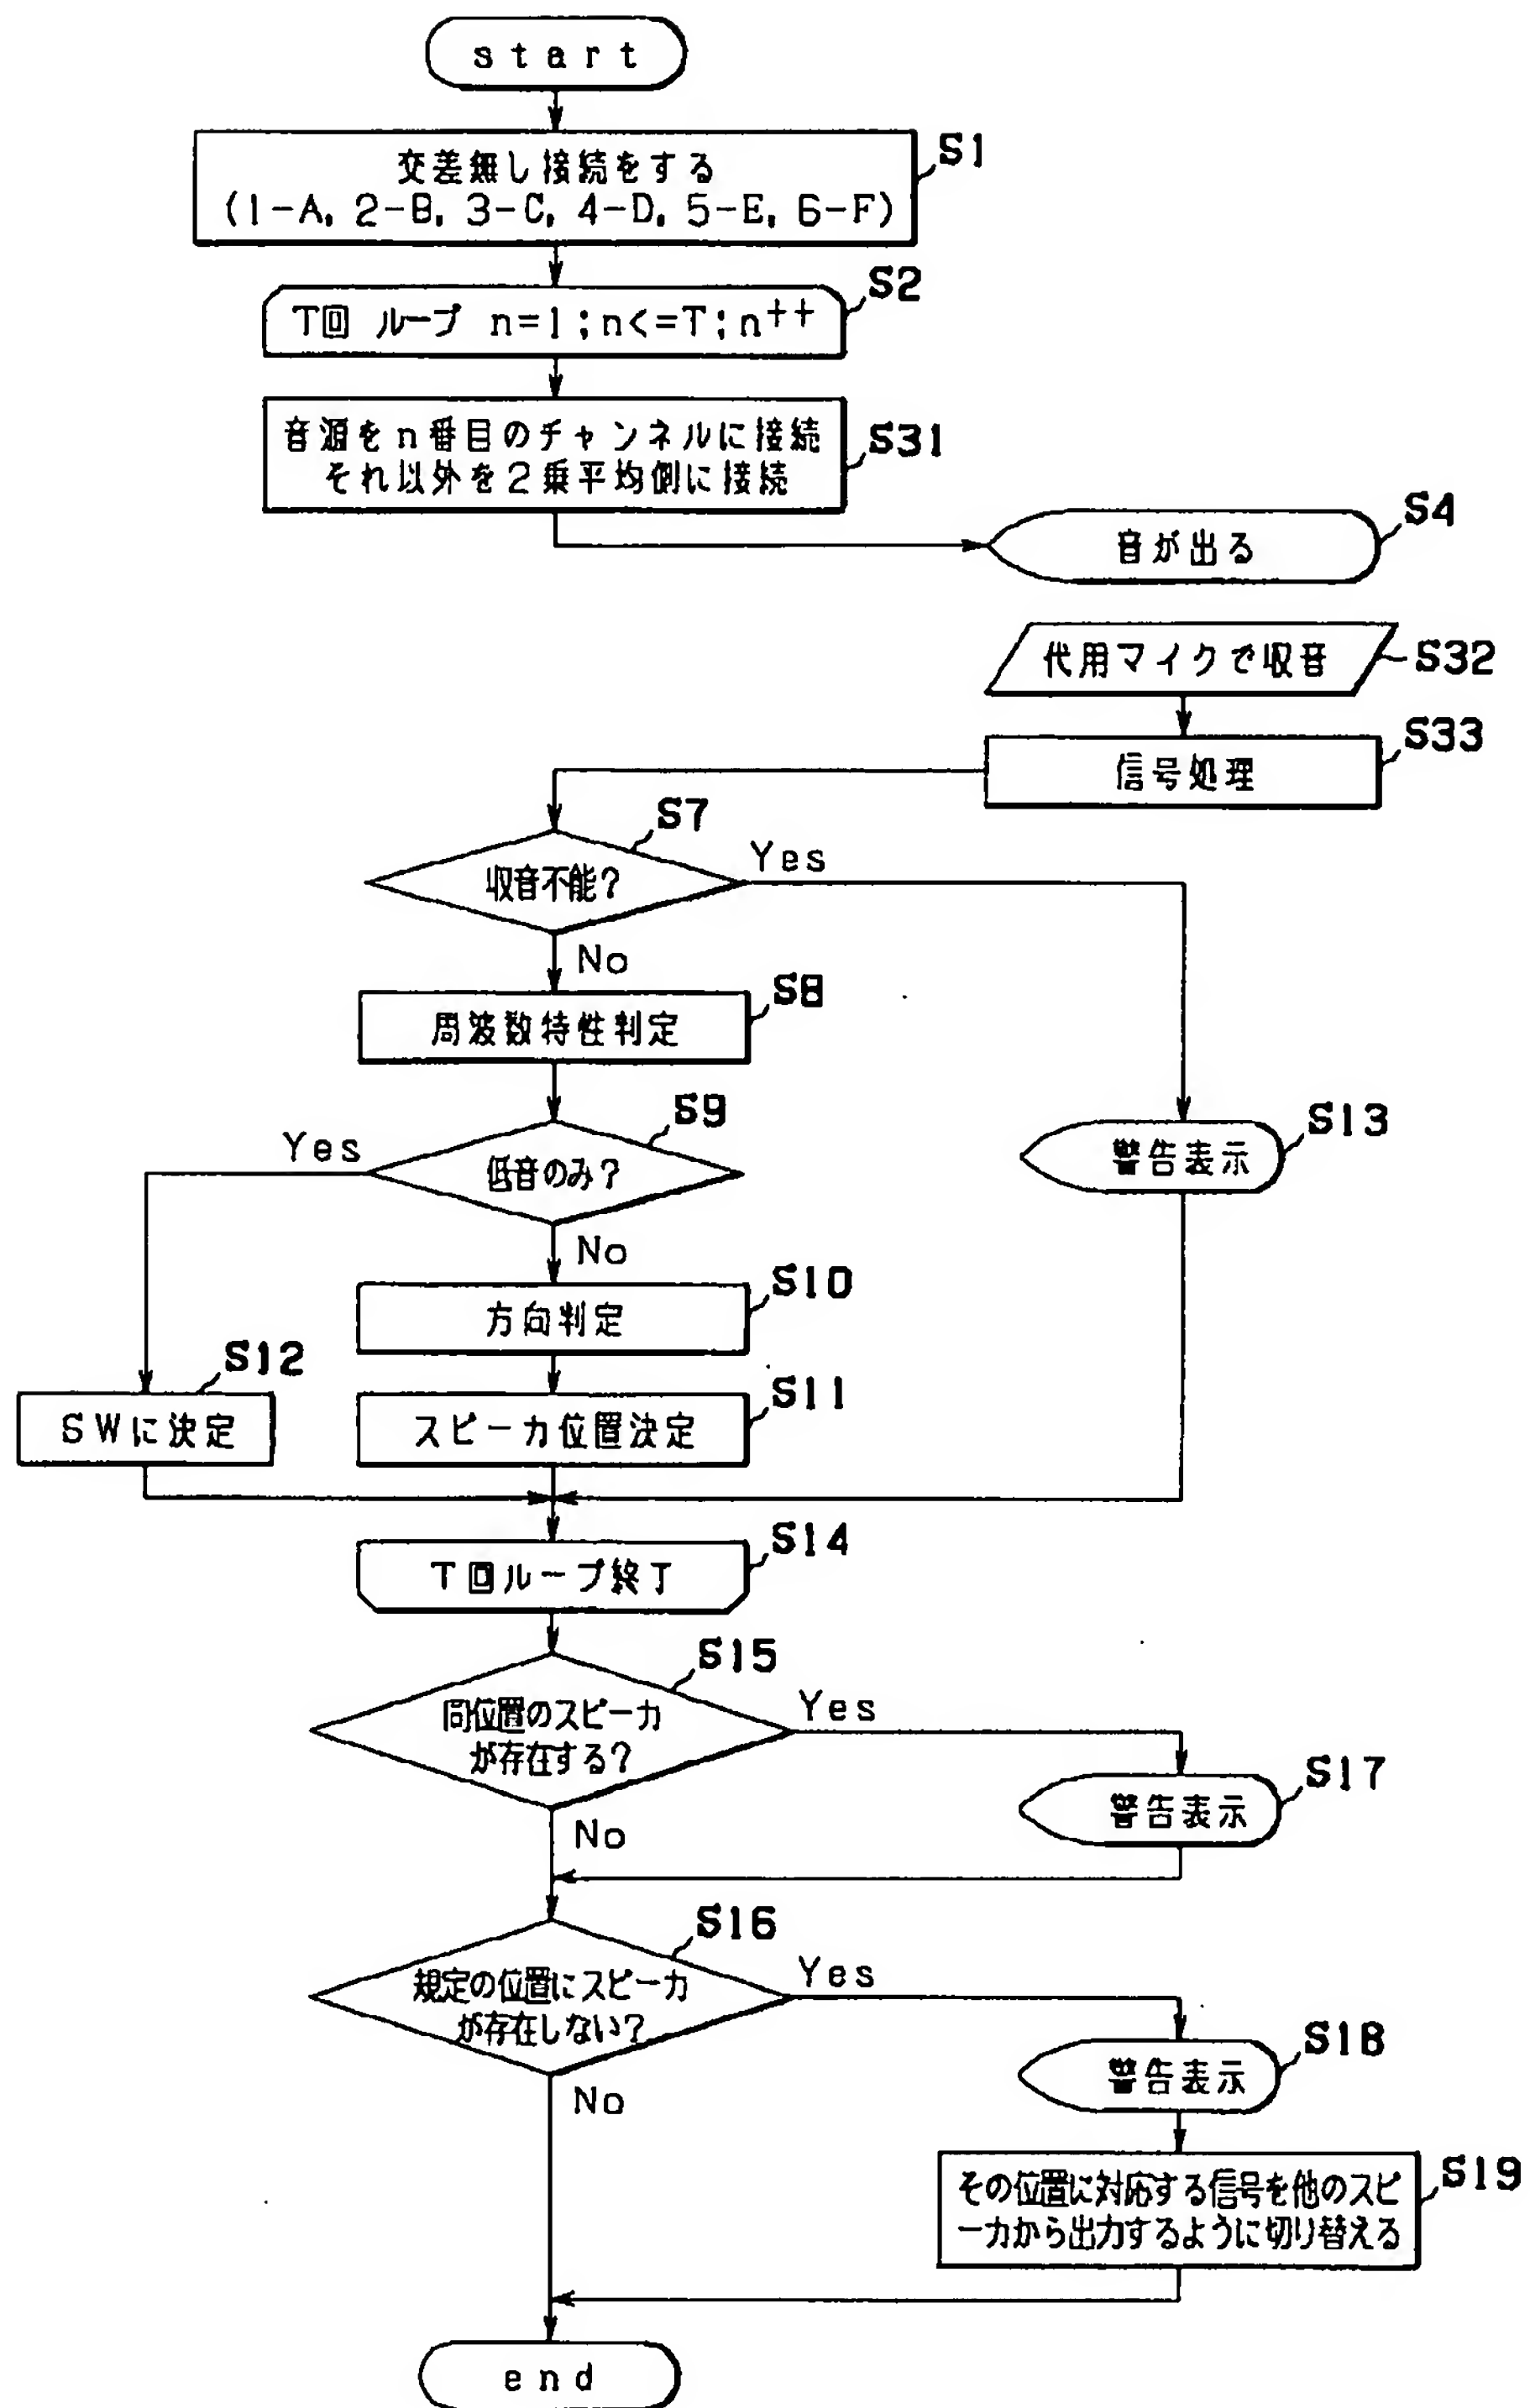 start
S1
交差無し接続をする
(1-A, 2-B, 3-C, 4-D, 5-E, 6-F)
S2
T回 ループ n=1;n<=T;n++
S31
音源をn番目のチャンネルに接続
それ以外を2乗平均側に接続
S4
音が出る
代用マイクで収音
S32
S33
信号処理
S7
収音不能?
Yes
No
S8
周波数特性判定
S9
低音のみ?
Yes
No
S13
警告表示
S10
方向判定
S12
SWに決定
S11
スピーカ位置決定
S14
T回ループ終了
S15
同位置のスピーカ
が存在する?
Yes
No
S17
警告表示
S16
規定の位置にスピーカ
が存在しない?
Yes
No
S18
警告表示
S19
その位置に対応する信号を他のスピ
ーカから出力するように切り替える
end